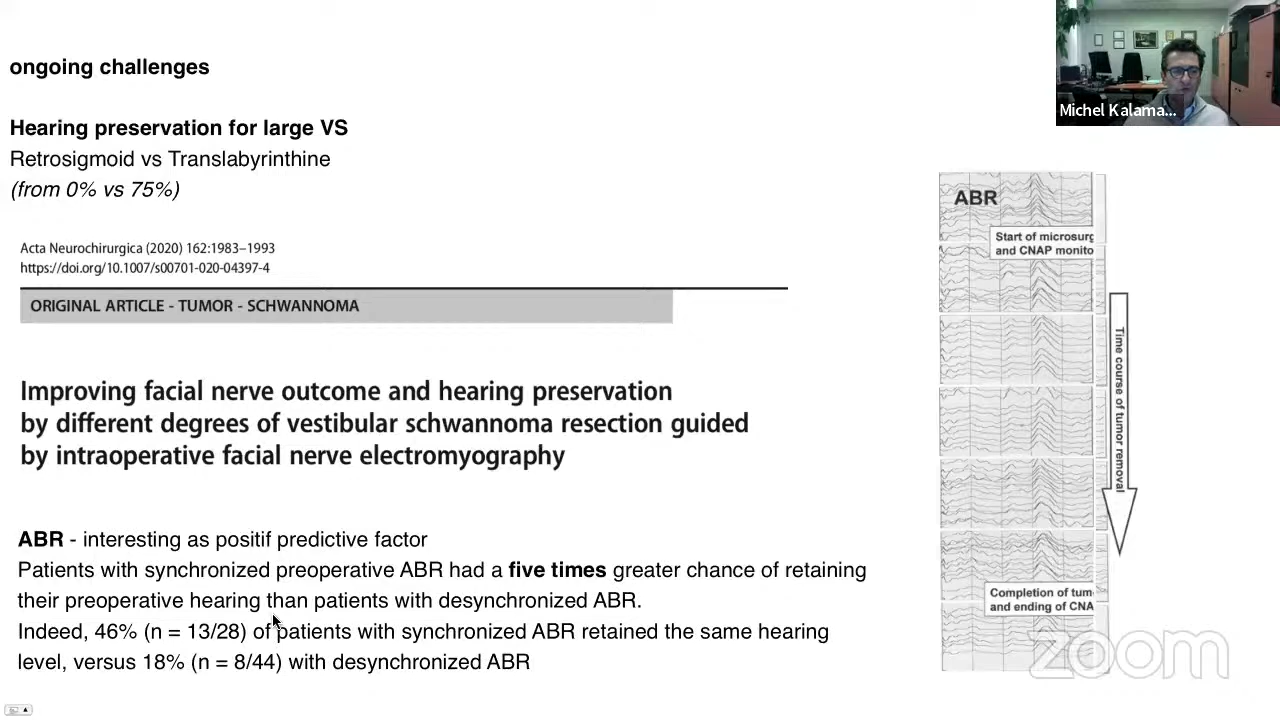 ongoing challenges
Hearing preservation for large VS
Retrosigmoid vs Translabyrinthine
(from 0% vs 75%)
Acta Neurochirurgica (2020) 162:1983–1993
https://doi.org/10.1007/s00701-020-04397-4
ORIGINAL ARTICLE - TUMOR - SCHWANNOMA
Improving facial nerve outcome and hearing preservation
by different degrees of vestibular schwannoma resection guided
by intraoperative facial nerve electromyography
ABR - interesting as positif predictive factor
Patients with synchronized preoperative ABR had a five times greater chance of retaining
their preoperative hearing than patients with desynchronized ABR.
Indeed, 46% (n = 13/28) of patients with synchronized ABR retained the same hearing
level, versus 18% (n = 8/44) with desynchronized ABR
Michel Kalama...
ABR
Start of microsurg
and CNAP monito
Time course of tumor removal
Completion of tum
and ending of CNA
zoom